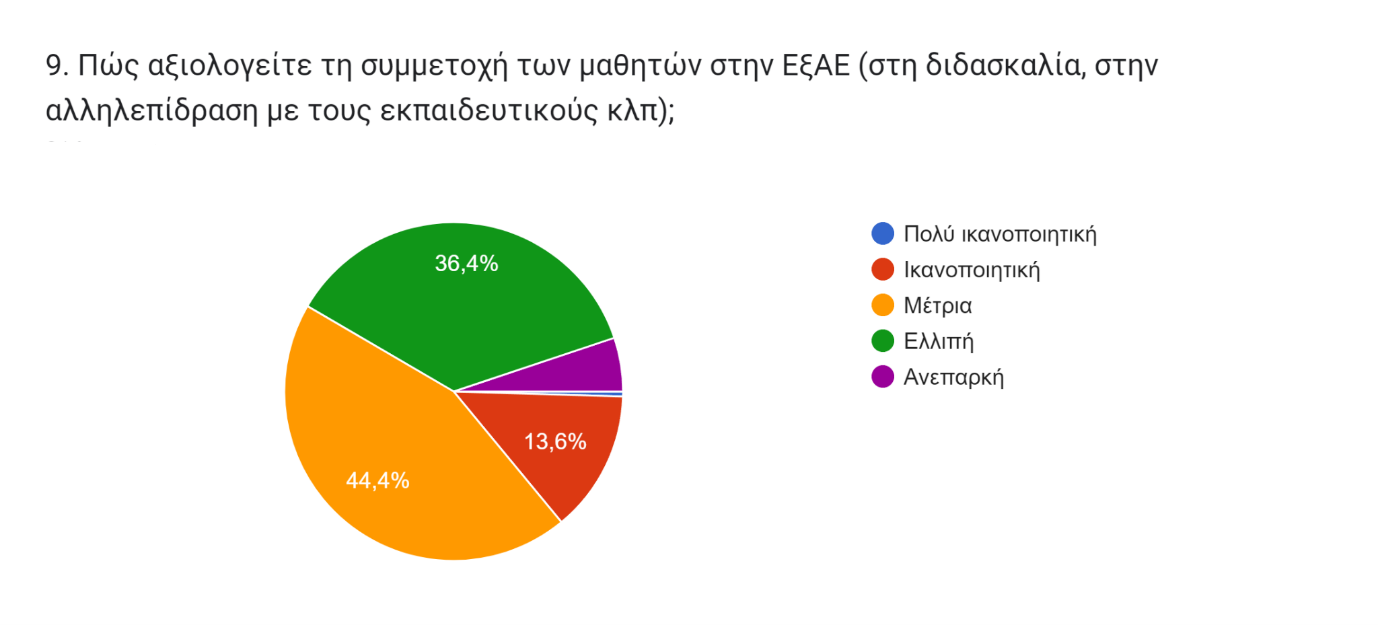 9. Πώς αξιολογείτε τη συμμετοχή των μαθητών στην ΕξΑΕ (στη διδασκαλία, στην
αλληλεπίδραση με τους εκπαιδευτικούς κλπ);
36,4%
13,6%
44,4%
Πολύ ικανοποιητική
Ικανοποιητική
Μέτρια
Ελλιπή
Ανεπαρκή